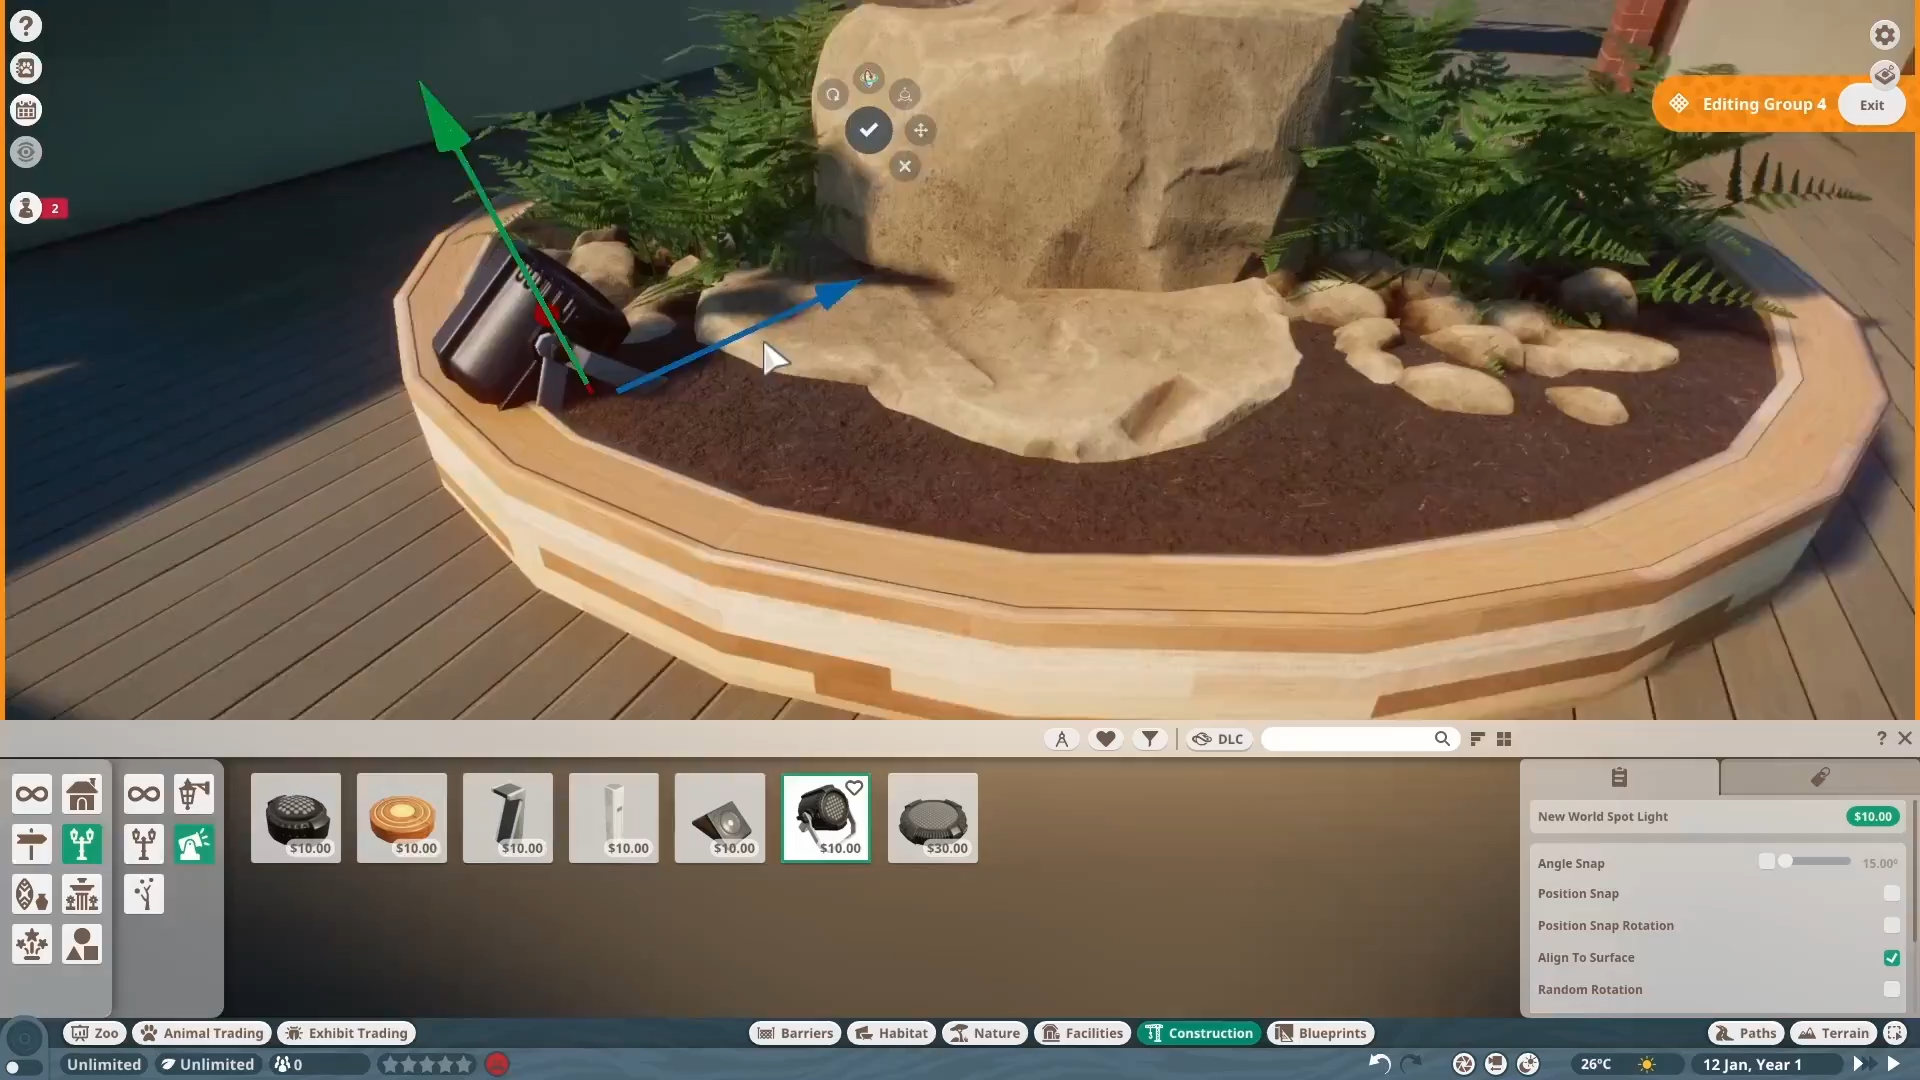 ?
2
Editing Group 4
Exit
DLC
?
$10.00
$10.00
$10.00
$10.00
$10.00
$10.00
$30.00
New World Spot Light
$10.00
Angle Snap
15.00°
Position Snap
Position Snap Rotation
Align To Surface
Random Rotation
Zoo
Animal Trading
Exhibit Trading
Barriers
Habitat
Nature
Facilities
Construction
Blueprints
Paths
Terrain
Unlimited
Unlimited
0
26°C
12 Jan, Year 1